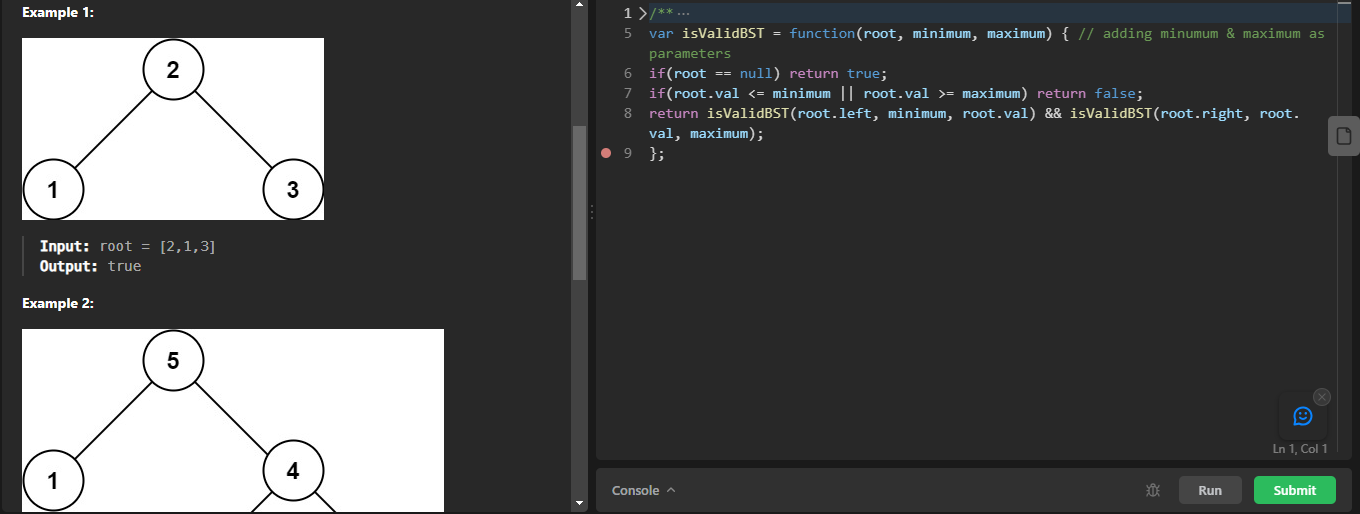 Example 1:
2
1
3
Input: root = [2,1,3]
Output: true
Example 2:
5
1
4
1 /** ···
5 var isValidBST = function(root, minimum, maximum) { // adding minumum & maximum as
parameters
6 if(root == null) return true;
7 if(root.val <= minimum || root.val >= maximum) return false;
8 return isValidBST(root.left, minimum, root.val) && isValidBST(root.right, root.
val, maximum);
9 };
Ln 1, Col 1
Console
Run
Submit